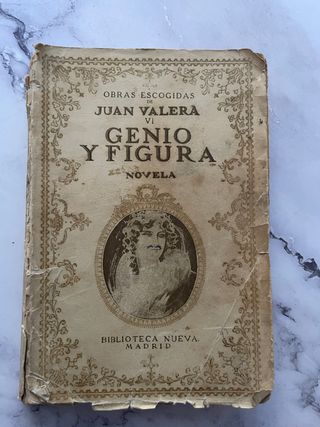 OBRAS ESCOGIDAS
DE
JUAN VALERA
VI
GENIO
Y FIGURA
NOVELA
BIBLIOTECA NUEVA
MADRID